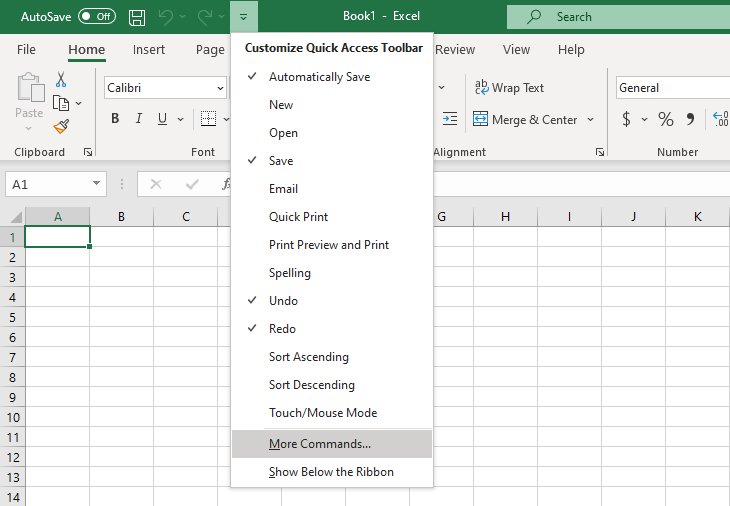 AutoSave Off Book1 - Excel Search
File Home Insert Page Review View Help
Customize Quick Access Toolbar
Automatically Save
New
Open
Save
Email
Quick Print
Print Preview and Print
Spelling
Undo
Redo
Sort Ascending
Sort Descending
Touch/Mouse Mode
More Commands...
Show Below the Ribbon
Paste
Clipboard
Calibri
B I U
Font
ab Wrap Text
Merge & Center
Alignment
General
$ % 9 .00
Number
A1
A B C G H I J K
1
2
3
4
5
6
7
8
9
10
11
12
13
14